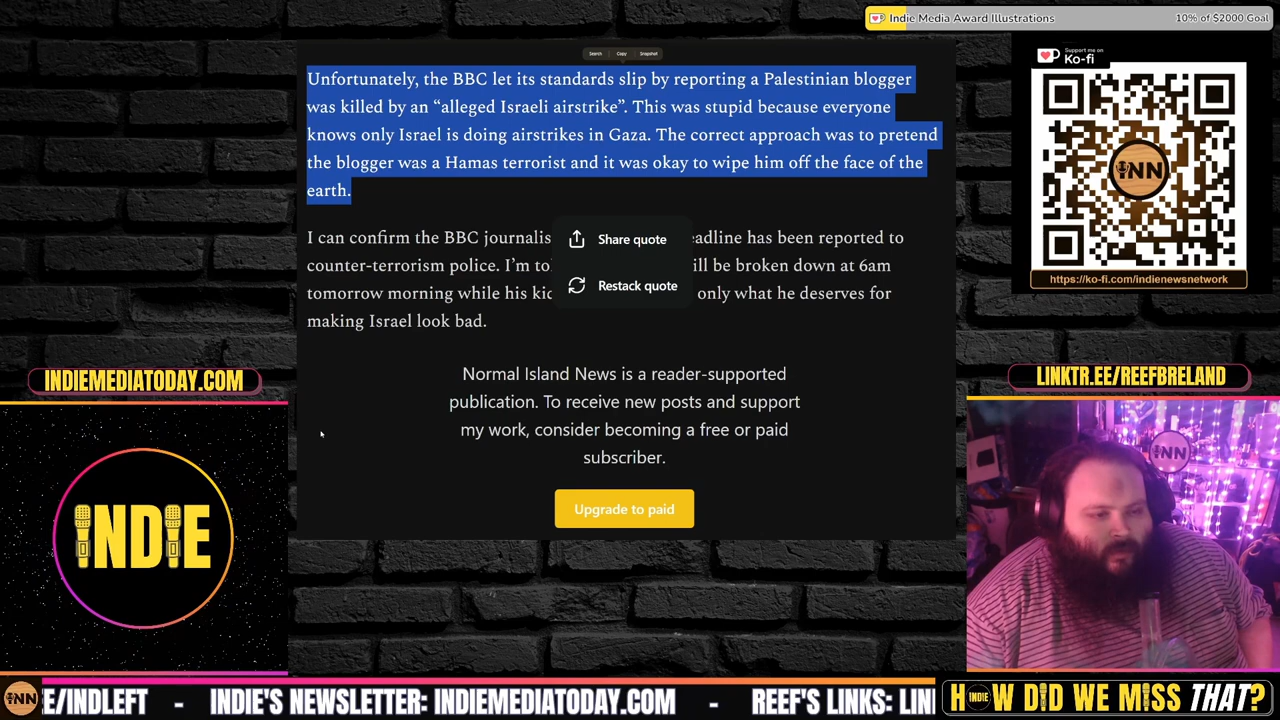 Indie Media Award Illustrations
10% of $2000 Goal
Search
Copy
Snapshot
Unfortunately, the BBC let its standards slip by reporting a Palestinian blogger
was killed by an “alleged Israeli airstrike”. This was stupid because everyone
knows only Israel is doing airstrikes in Gaza. The correct approach was to pretend
the blogger was a Hamas terrorist and it was okay to wipe him off the face of the
earth.
I can confirm the BBC journalis
eadline has been reported to
counter-terrorism police. I’m to
ill be broken down at 6am
tomorrow morning while his kid
only what he deserves for
making Israel look bad.
Share quote
Restack quote
Normal Island News is a reader-supported
publication. To receive new posts and support
my work, consider becoming a free or paid
subscriber.
Upgrade to paid
Support me on
Ko-fi
INN
https://ko-fi.com/indienewsnetwork
INDIEMEDIATODAY.COM
LINKTR.EE/REEFBRELAND
INDIE
INN
INN
E/INDLEFT - INDIE'S NEWSLETTER: INDIEMEDIATODAY.COM - REEF'S LINKS: LIN
INDIE
HOW DID WE MISS THAT?